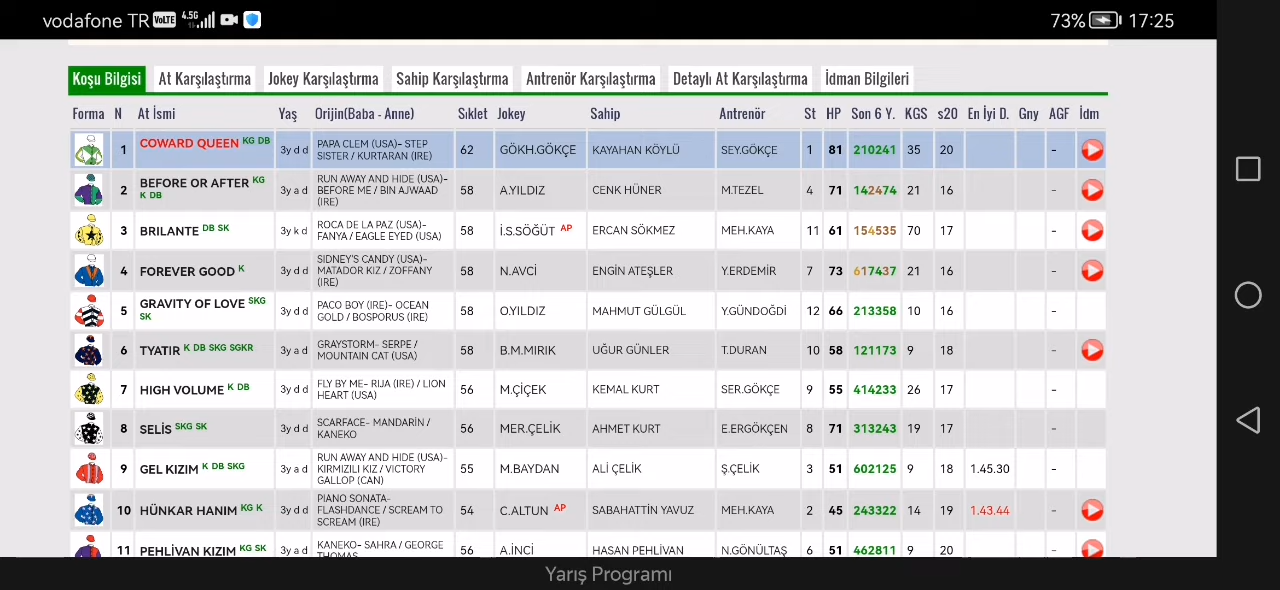 vodafone TR VoLTE 4.5G 73% 17:25
Koşu Bilgisi At Karşılaştırma Jokey Karşılaştırma Sahip Karşılaştırma Antrenör Karşılaştırma Detaylı At Karşılaştırma İdman Bilgileri
Forma N At İsmi Yaş Orijin(Baba - Anne) Sıklet Jokey Sahip Antrenör St HP Son 6 Y. KGS s20 En İyi D. Gny AGF İdm
1 COWARD QUEEN KG DB 3y d d PAPA CLEM (USA)- STEP SISTER / KURTARAN (IRE) 62 GÖKH.GÖKÇE KAYAHAN KÖYLÜ SEY.GÖKÇE 1 81 210241 35 20 -
2 BEFORE OR AFTER KG K DB 3y a d RUN AWAY AND HIDE (USA)- BEFORE ME / BIN AJWAAD (IRE) 58 A.YILDIZ CENK HÜNER M.TEZEL 4 71 142474 21 16 -
3 BRILANTE DB SK 3y k d ROCA DE LA PAZ (USA)- FANYA / EAGLE EYED (USA) 58 İ.S.SÖĞÜT AP ERCAN SÖKMEZ MEH.KAYA 11 61 154535 70 17 -
4 FOREVER GOOD K 3y d d SIDNEY'S CANDY (USA)- MATADOR KIZ / ZOFFANY (IRE) 58 N.AVCİ ENGİN ATEŞLER Y.ERDEMİR 7 73 617437 21 16 -
5 GRAVITY OF LOVE SKG SK 3y d d PACO BOY (IRE)- OCEAN GOLD / BOSPORUS (IRE) 58 O.YILDIZ MAHMUT GÜLGÜL Y.GÜNDOĞDİ 12 66 213358 10 16 -
6 TYATIR K DB SKG SGKR 3y a d GRAYSTORM- SERPE / MOUNTAIN CAT (USA) 58 B.M.MIRIK UĞUR GÜNLER T.DURAN 10 58 121173 9 18 -
7 HIGH VOLUME K DB 3y d d FLY BY ME- RIJA (IRE) / LION HEART (USA) 56 M.ÇİÇEK KEMAL KURT SER.GÖKÇE 9 55 414233 26 17 -
8 SELİS SKG SK 3y d d SCARFACE- MANDARİN / KANEKO 56 MER.ÇELİK AHMET KURT E.ERGÖKÇEN 8 71 313243 19 17 -
9 GEL KIZIM K DB SKG 3y a d RUN AWAY AND HIDE (USA)- KIRMIZILI KIZ / VICTORY GALLOP (CAN) 55 M.BAYDAN ALİ ÇELİK Ş.ÇELİK 3 51 602125 9 18 1.45.30 -
10 HÜNKAR HANIM KG K 3y a d PIANO SONATA- FLASHDANCE / SCREAM TO SCREAM (IRE) 54 C.ALTUN AP SABAHATTİN YAVUZ MEH.KAYA 2 45 243322 14 19 1.43.44 -
11 PEHLİVAN KIZIM KG SK 3y a d KANEKO- SAHRA / GEORGE THOMAS 56 A.İNCİ HASAN PEHLİVAN N.GÖNÜLTAŞ 6 51 462811 9 20 -
Yarış Programı